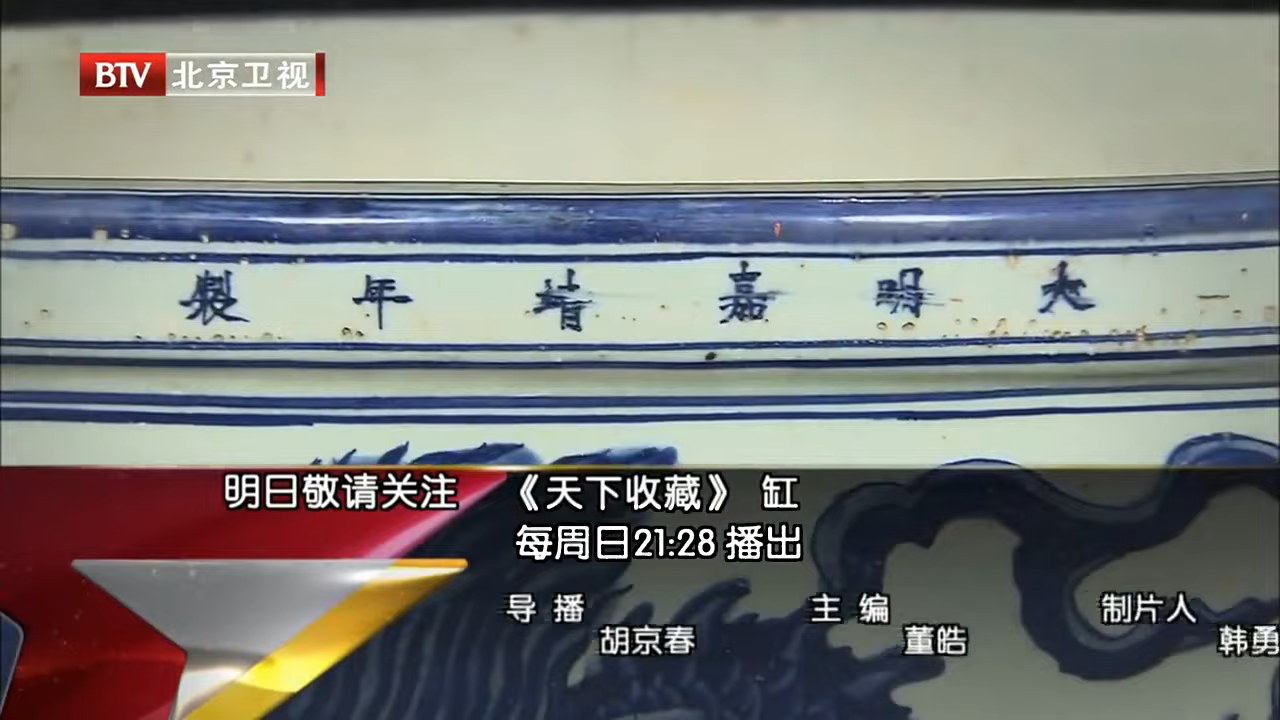 BTV 北京卫视
大明嘉靖年製
明日敬请关注 《天下收藏》 缸
每周日21:28播出
导播 主编 制片人
胡京春 董皓 韩勇